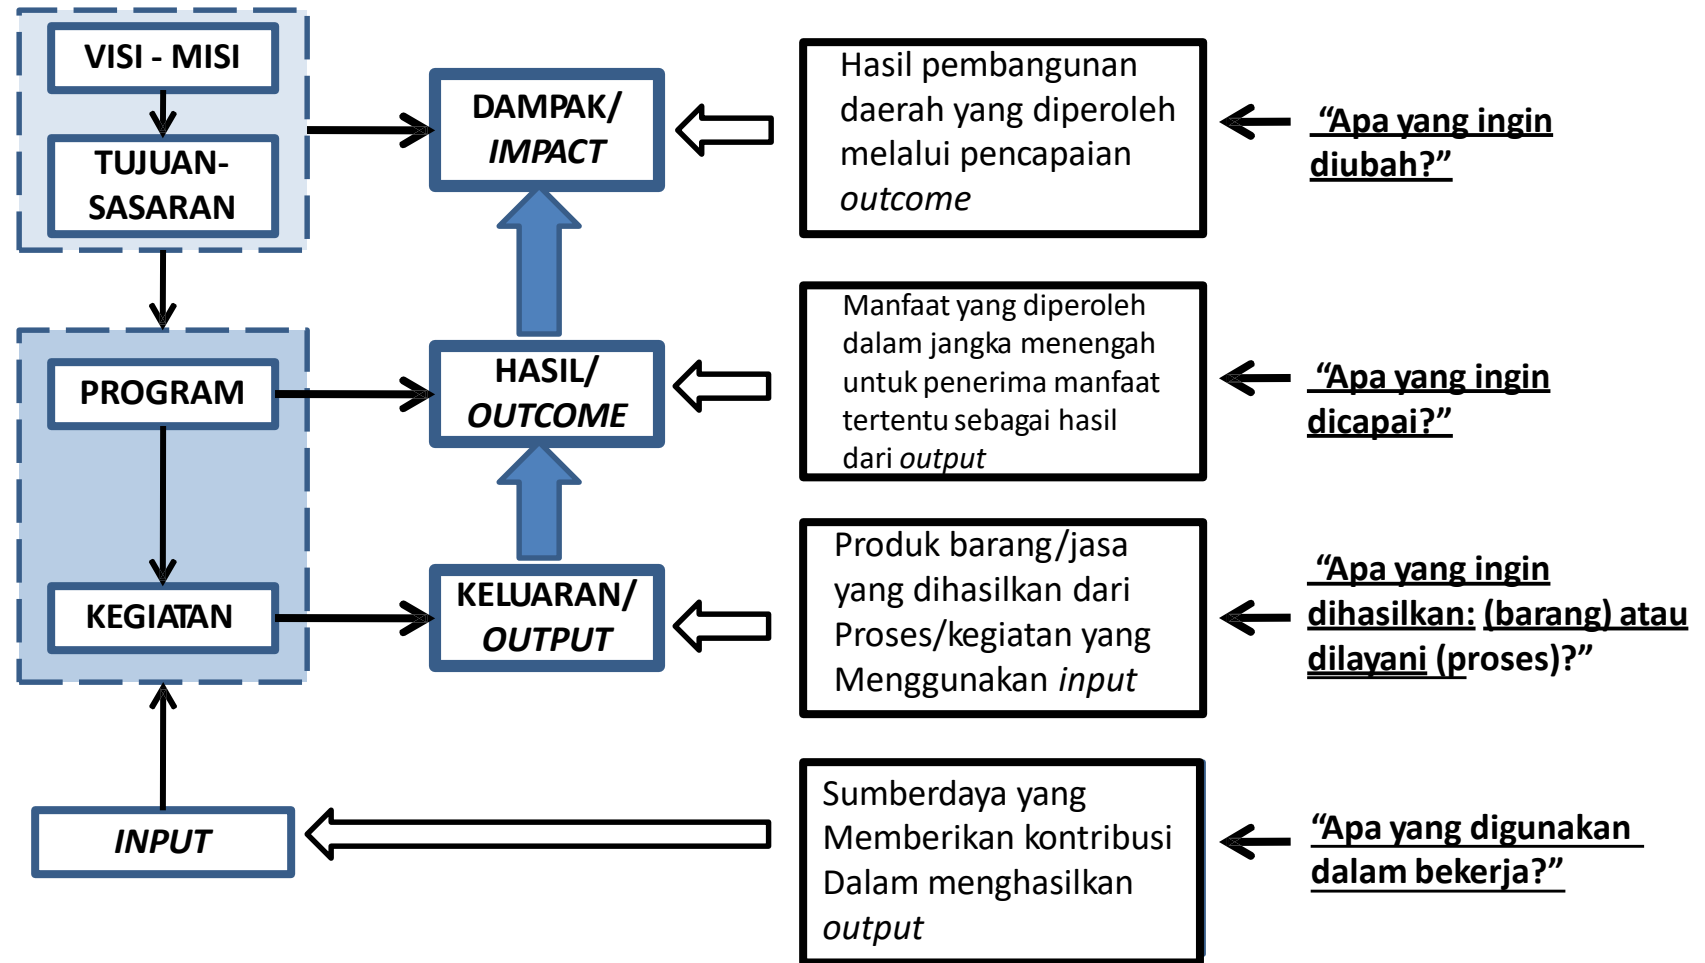 VISI - MISI
TUJUAN-
SASARAN
DAMPAK/
IMPACT
Hasil pembangunan
daerah yang diperoleh
melalui pencapaian
outcome
“Apa yang ingin
diubah?”
PROGRAM
HASIL/
OUTCOME
Manfaat yang diperoleh
dalam jangka menengah
untuk penerima manfaat
tertentu sebagai hasil
dari output
“Apa yang ingin
dicapai?”
KEGIATAN
KELUARAN/
OUTPUT
Produk barang/jasa
yang dihasilkan dari
Proses/kegiatan yang
Menggunakan input
“Apa yang ingin
dihasilkan: (barang) atau
dilayani (proses)?”
INPUT
Sumberdaya yang
Memberikan kontribusi
Dalam menghasilkan
output
“Apa yang digunakan
dalam bekerja?”